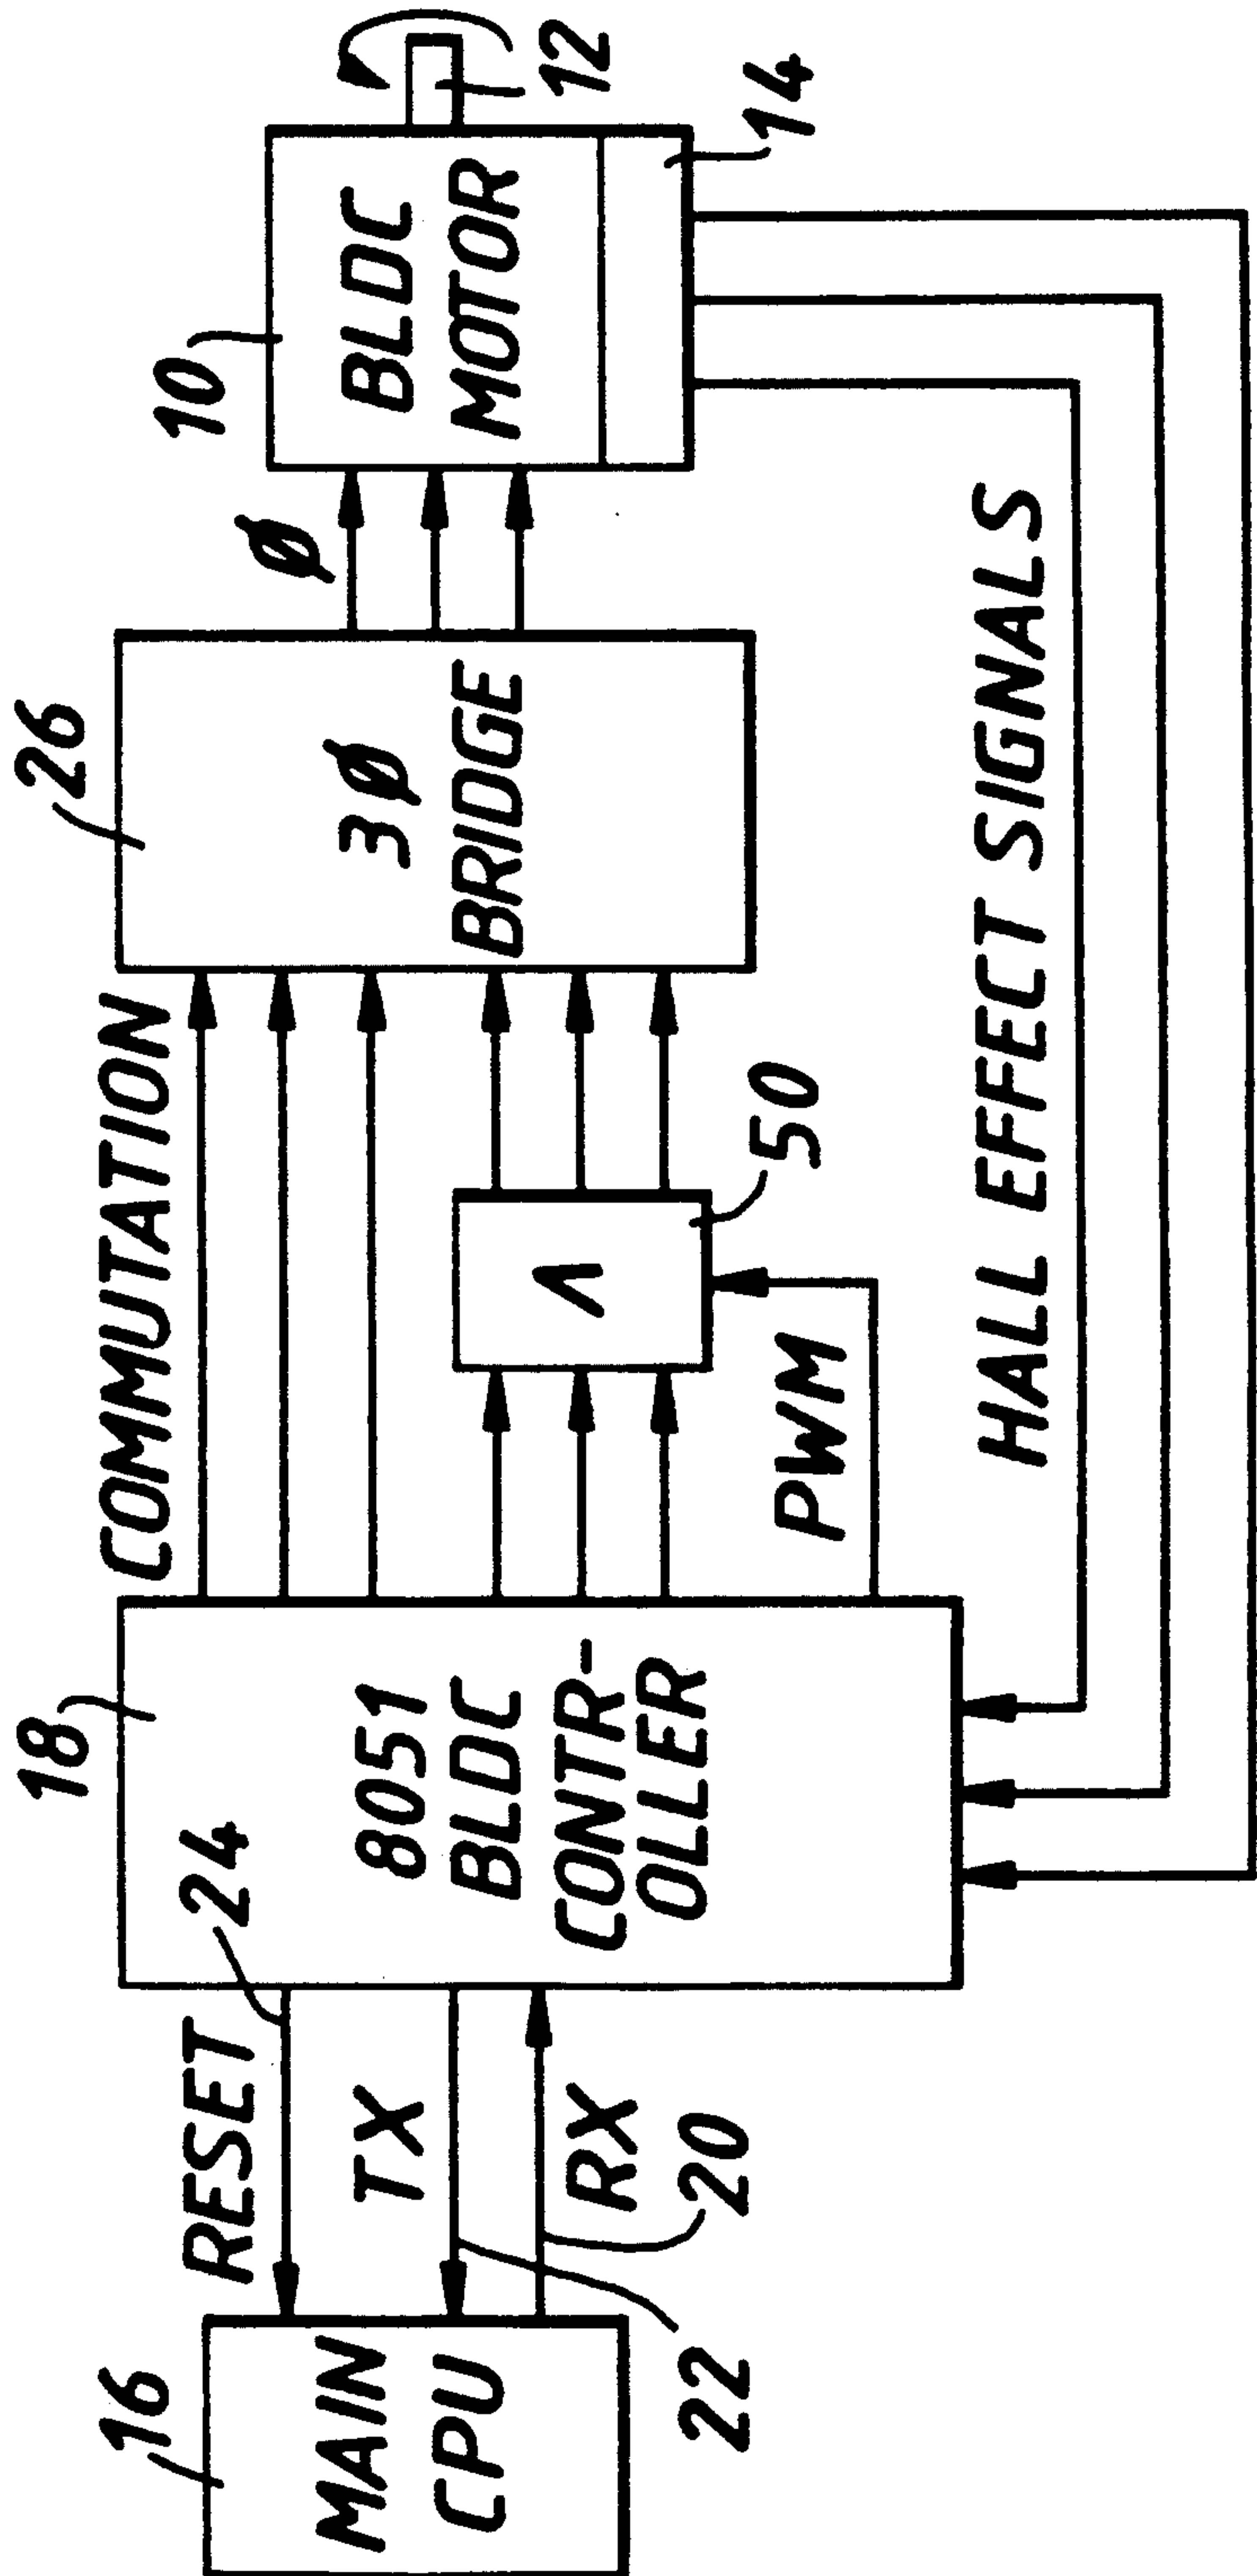 16
MAIN
CPU
RESET
24
TX
RX
20
22
18
8051
BLDC
CONTR-
OLLER
COMMUTATION
Λ
50
PWM
26
3Ø
BRIDGE
Ø
10
BLDC
MOTOR
12
14
HALL EFFECT SIGNALS